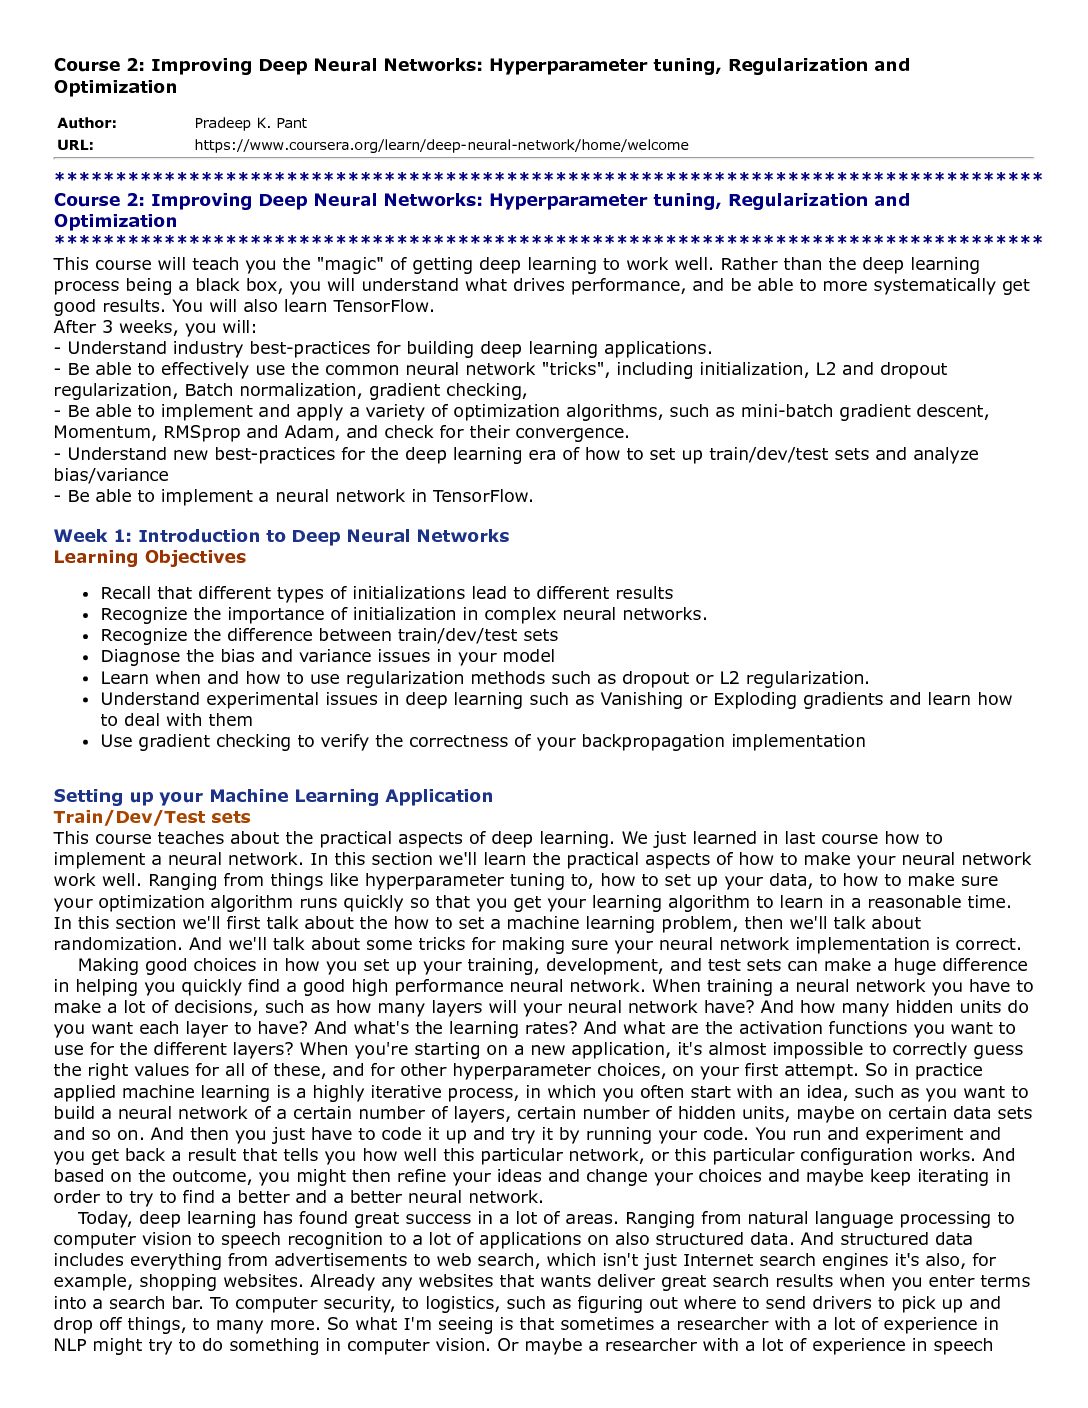 Course 2: Improving Deep Neural Networks: Hyperparameter tuning, Regularization and
Optimization
Author: Pradeep K. Pant
URL: https://www.coursera.org/learn/deep-neural-network/home/welcome
*********************************************************************************
Course 2: Improving Deep Neural Networks: Hyperparameter tuning, Regularization and
Optimization
*********************************************************************************
This course will teach you the "magic" of getting deep learning to work well. Rather than the deep learning
process being a black box, you will understand what drives performance, and be able to more systematically get
good results. You will also learn TensorFlow.
After 3 weeks, you will:
- Understand industry best-practices for building deep learning applications.
- Be able to effectively use the common neural network "tricks", including initialization, L2 and dropout
regularization, Batch normalization, gradient checking,
- Be able to implement and apply a variety of optimization algorithms, such as mini-batch gradient descent,
Momentum, RMSprop and Adam, and check for their convergence.
- Understand new best-practices for the deep learning era of how to set up train/dev/test sets and analyze
bias/variance
- Be able to implement a neural network in TensorFlow.
Week 1: Introduction to Deep Neural Networks
Learning Objectives
• Recall that different types of initializations lead to different results
• Recognize the importance of initialization in complex neural networks.
• Recognize the difference between train/dev/test sets
• Diagnose the bias and variance issues in your model
• Learn when and how to use regularization methods such as dropout or L2 regularization.
• Understand experimental issues in deep learning such as Vanishing or Exploding gradients and learn how
to deal with them
• Use gradient checking to verify the correctness of your backpropagation implementation
Setting up your Machine Learning Application
Train/Dev/Test sets
This course teaches about the practical aspects of deep learning. We just learned in last course how to
implement a neural network. In this section we'll learn the practical aspects of how to make your neural network
work well. Ranging from things like hyperparameter tuning to, how to set up your data, to how to make sure
your optimization algorithm runs quickly so that you get your learning algorithm to learn in a reasonable time.
In this section we'll first talk about the how to set a machine learning problem, then we'll talk about
randomization. And we'll talk about some tricks for making sure your neural network implementation is correct.
Making good choices in how you set up your training, development, and test sets can make a huge difference
in helping you quickly find a good high performance neural network. When training a neural network you have to
make a lot of decisions, such as how many layers will your neural network have? And how many hidden units do
you want each layer to have? And what's the learning rates? And what are the activation functions you want to
use for the different layers? When you're starting on a new application, it's almost impossible to correctly guess
the right values for all of these, and for other hyperparameter choices, on your first attempt. So in practice
applied machine learning is a highly iterative process, in which you often start with an idea, such as you want to
build a neural network of a certain number of layers, certain number of hidden units, maybe on certain data sets
and so on. And then you just have to code it up and try it by running your code. You run and experiment and
you get back a result that tells you how well this particular network, or this particular configuration works. And
based on the outcome, you might then refine your ideas and change your choices and maybe keep iterating in
order to try to find a better and a better neural network.
Today, deep learning has found great success in a lot of areas. Ranging from natural language processing to
computer vision to speech recognition to a lot of applications on also structured data. And structured data
includes everything from advertisements to web search, which isn't just Internet search engines it's also, for
example, shopping websites. Already any websites that wants deliver great search results when you enter terms
into a search bar. To computer security, to logistics, such as figuring out where to send drivers to pick up and
drop off things, to many more. So what I'm seeing is that sometimes a researcher with a lot of experience in
NLP might try to do something in computer vision. Or maybe a researcher with a lot of experience in speech